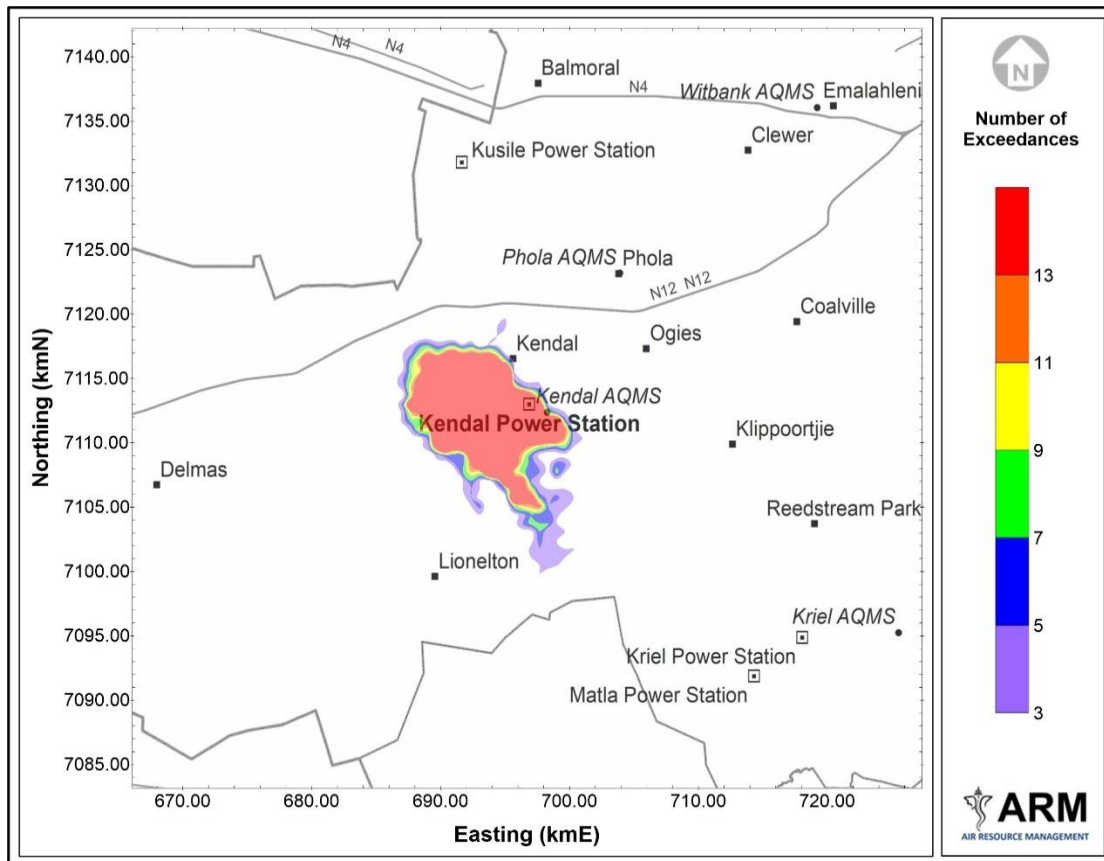 7140.00
7135.00
7130.00
7125.00
7120.00
7115.00
7110.00
7105.00
7100.00
7095.00
7090.00
7085.00
Northing (kmN)
670.00
680.00
690.00
700.00
710.00
720.00
Easting (kmE)
N4
N4
Balmoral
N4
Witbank AQMS
Emalahleni
Clewer
Kusile Power Station
Phola AQMS
Phola
N12
N12
Coalville
Kendal
Ogies
Kendal AQMS
Kendal Power Station
Klippoortjie
Delmas
Reedstream Park
Lionelton
Kriel AQMS
Kriel Power Station
Matla Power Station
N
Number of
Exceedances
13
11
9
7
5
3
ARM
AIR RESOURCE MANAGEMENT